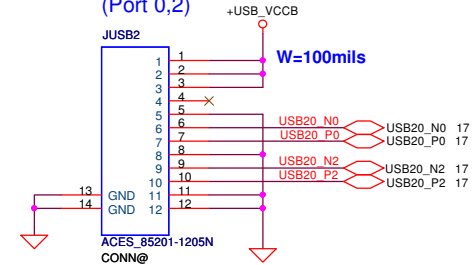 (Port 0,2)
+USB_VCCB
JUSB2
W=100mils
1 1
2 2
3 3
4 4
5 5
6 6 USB20_N0 USB20_N0 17
7 7 USB20_P0 USB20_P0 17
8 8
9 9 USB20_N2 USB20_N2 17
10 10 USB20_P2 USB20_P2 17
13 GND 11 11
14 GND 12 12
ACES_85201-1205N
CONN@